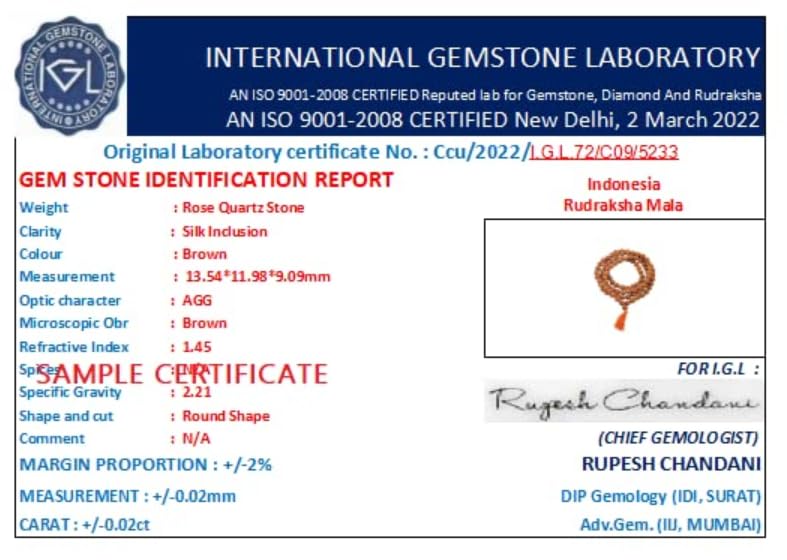 INTERNATIONAL GEMSTONE LABORATORY
IGL
INTERNATIONAL GEMSTONE LABORATORY
AN ISO 9001-2008 CERTIFIED Reputed lab for Gemstone, Diamond And Rudraksha
AN ISO 9001-2008 CERTIFIED New Delhi, 2 March 2022
Original Laboratory certificate No. : Ccu/2022/I.G.L.72/C09/5233
GEM STONE IDENTIFICATION REPORT
Indonesia
Rudraksha Mala
Weight : Rose Quartz Stone
Clarity : Silk Inclusion
Colour : Brown
Measurement : 13.54*11.98*9.09mm
Optic character : AGG
Microscopic Obr : Brown
Refractive Index : 1.45
Spices : N/A
SAMPLE CERTIFICATE
Specific Gravity : 2.21
Shape and cut : Round Shape
Comment : N/A
MARGIN PROPORTION : +/-2%
MEASUREMENT : +/-0.02mm
CARAT : +/-0.02ct
FOR I.G.L :
Rupesh Chandani
(CHIEF GEMOLOGIST)
RUPESH CHANDANI
DIP Gemology (IDI, SURAT)
Adv.Gem. (IIJ, MUMBAI)